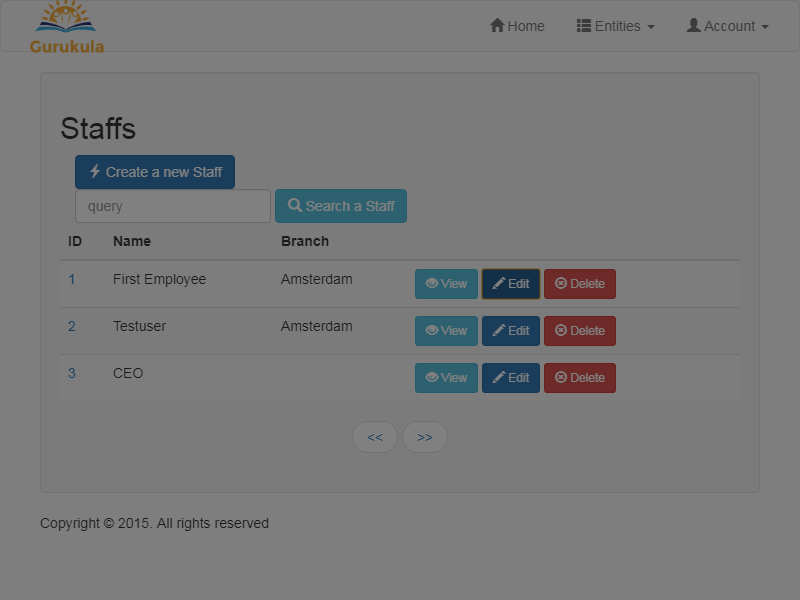 Gurukula
Home Entities Account
Staffs
Create a new Staff
query Search a Staff
ID Name Branch
1 First Employee Amsterdam View Edit Delete
2 Testuser Amsterdam View Edit Delete
3 CEO View Edit Delete
<< >>
Copyright © 2015. All rights reserved